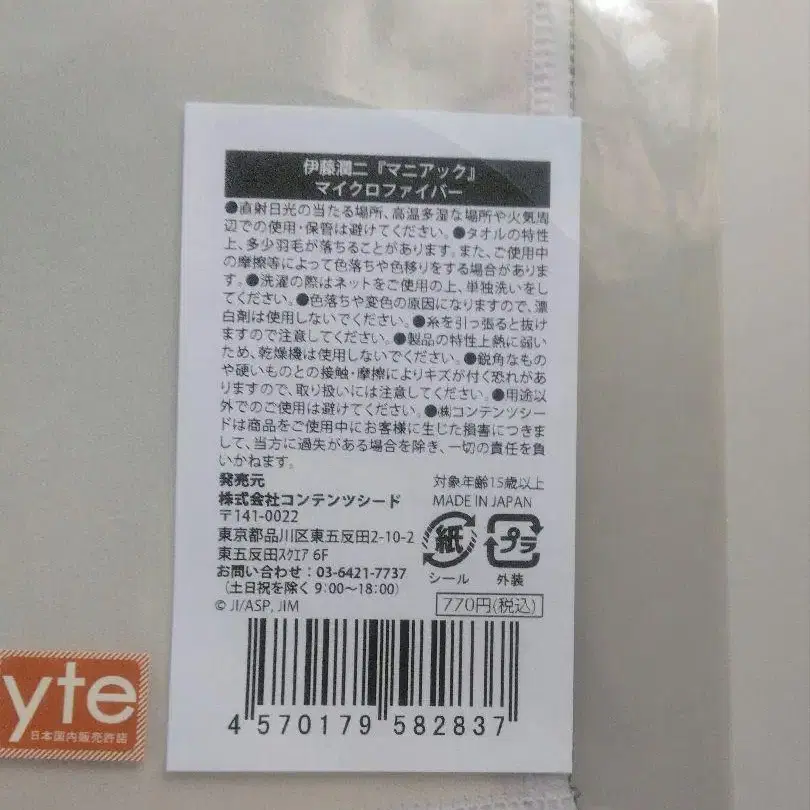 伊藤潤二『マニアック』
マイクロファイバー
●直射日光の当たる場所、高温多湿な場所や火気周
辺での使用・保管は避けてください。●タオルの特性
上、多少羽毛が落ちることがあります。また、ご使用中
の摩擦等によって色落ちや色移りをする場合がありま
す。●洗濯の際はネットをご使用の上、単独洗いをし
てください。●色落ちや変色の原因になりますので、漂
白剤は使用しないでください。●糸を引っ張ると抜け
ますので注意してください。●製品の特性上熱に弱い
ため、乾燥機は使用しないでください。●鋭角なもの
や硬いものとの接触・摩擦によりキズが付く恐れがあ
りますので、取り扱いには注意してください。●用途以
外でのご使用は避けてください。●㈱コンテンツシー
ドは商品をご使用中にお客様に生じた損害につきま
して、当方に過失がある場合を除き、一切の責任を負
いかねます。
発売元
株式会社コンテンツシード
〒141-0022
東京都品川区東五反田2-10-2
東五反田ｽｸｴｱ 6F
お問い合わせ：03-6421-7737
（土日祝を除く 9:00〜18:00）
© JI/ASP, JIM
対象年齢15歳以上
MADE IN JAPAN
紙
プラ
シール
外装
770円(税込)
4 570179 582837
yte
日本国内販売許諾